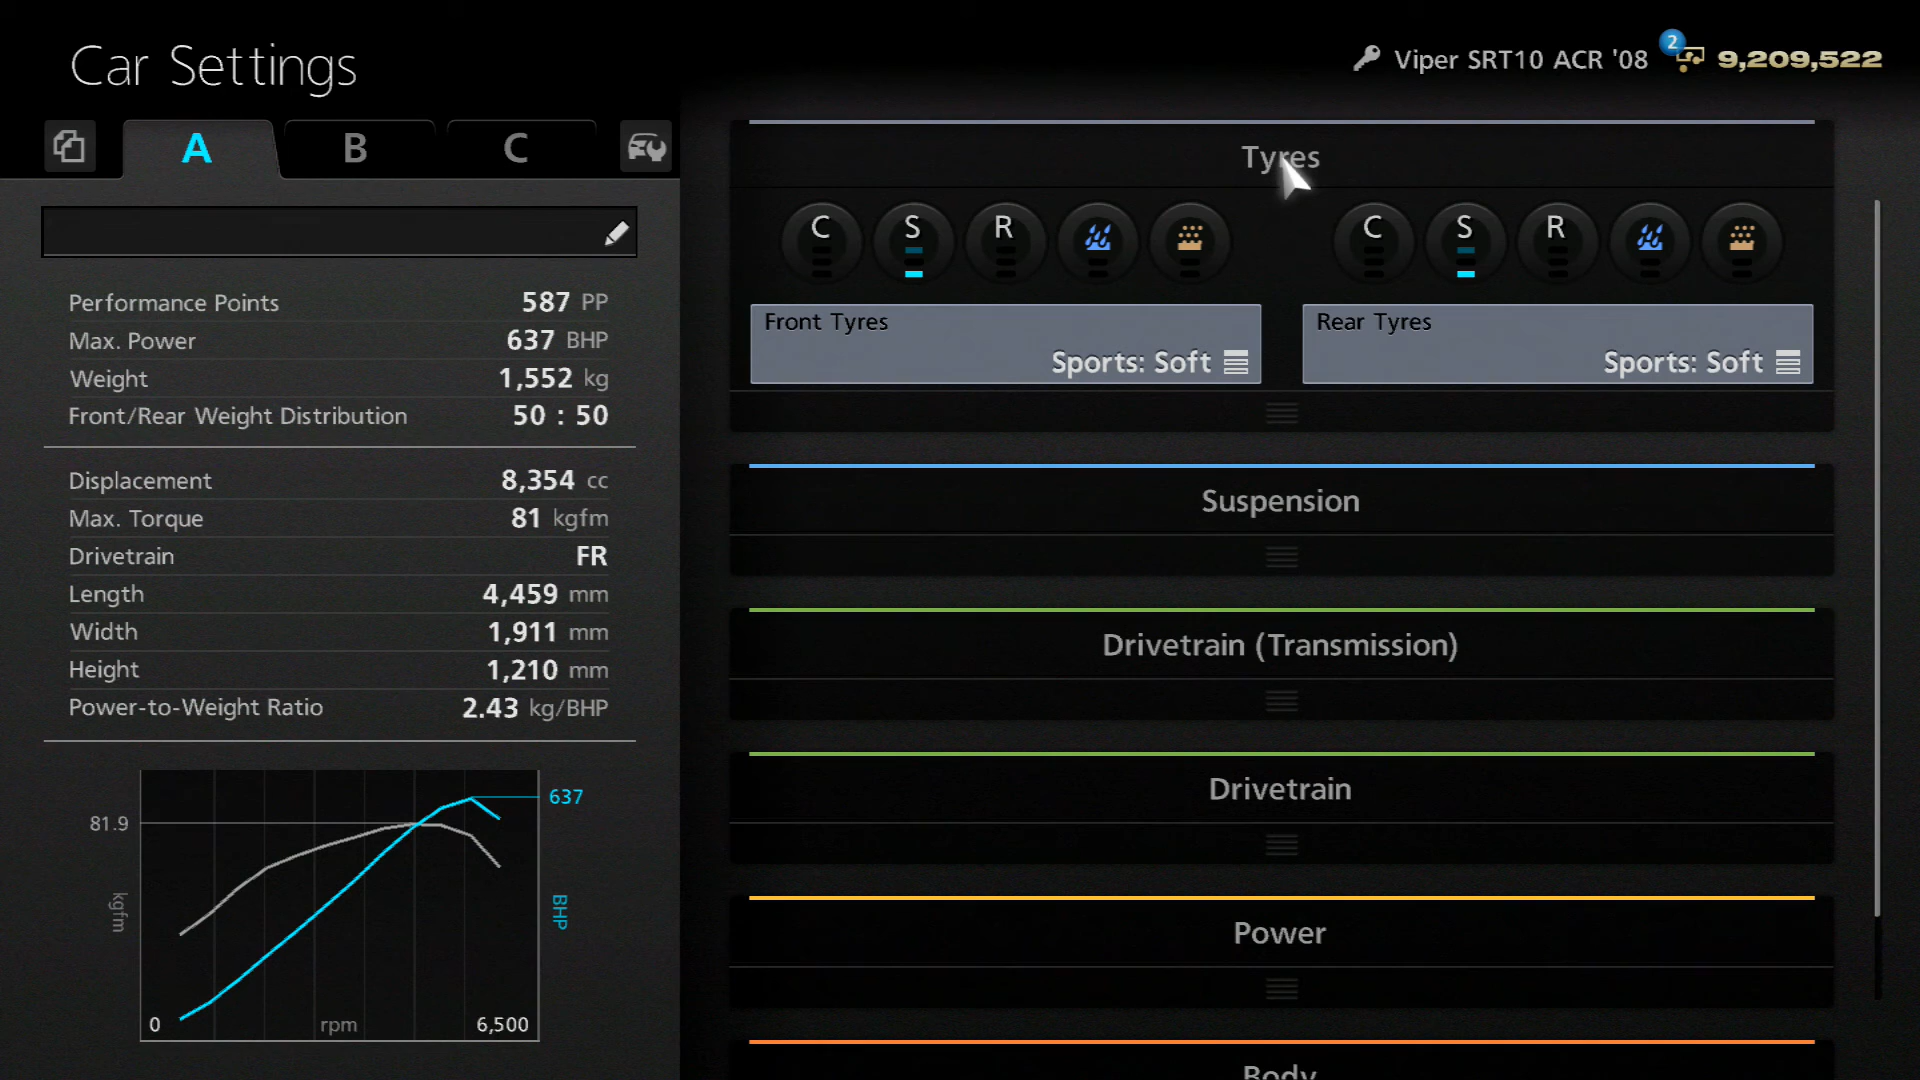 Car Settings
Viper SRT10 ACR '08
2
9,209,522
A
B
C
Performance Points 587 PP
Max. Power 637 BHP
Weight 1,552 kg
Front/Rear Weight Distribution 50 : 50
Displacement 8,354 cc
Max. Torque 81 kgfm
Drivetrain FR
Length 4,459 mm
Width 1,911 mm
Height 1,210 mm
Power-to-Weight Ratio 2.43 kg/BHP
637
81.9
kgfm
BHP
0 rpm 6,500
Tyres
C S R C S R
Front Tyres
Sports: Soft
Rear Tyres
Sports: Soft
Suspension
Drivetrain (Transmission)
Drivetrain
Power
Body